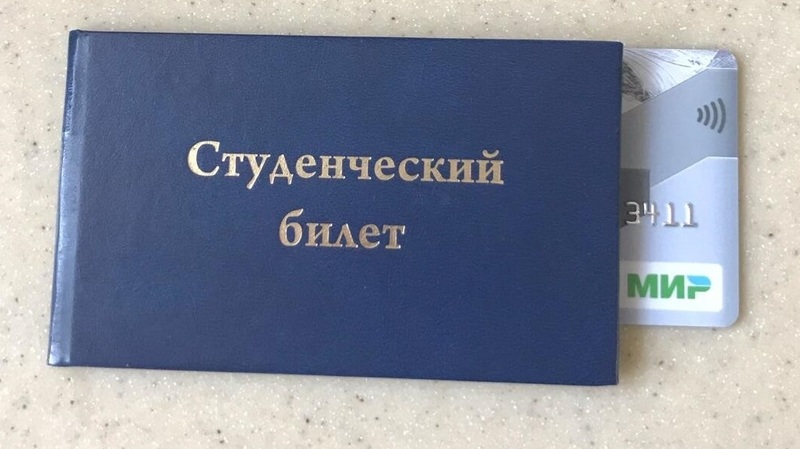 Студенческий
билет
3411
МИР